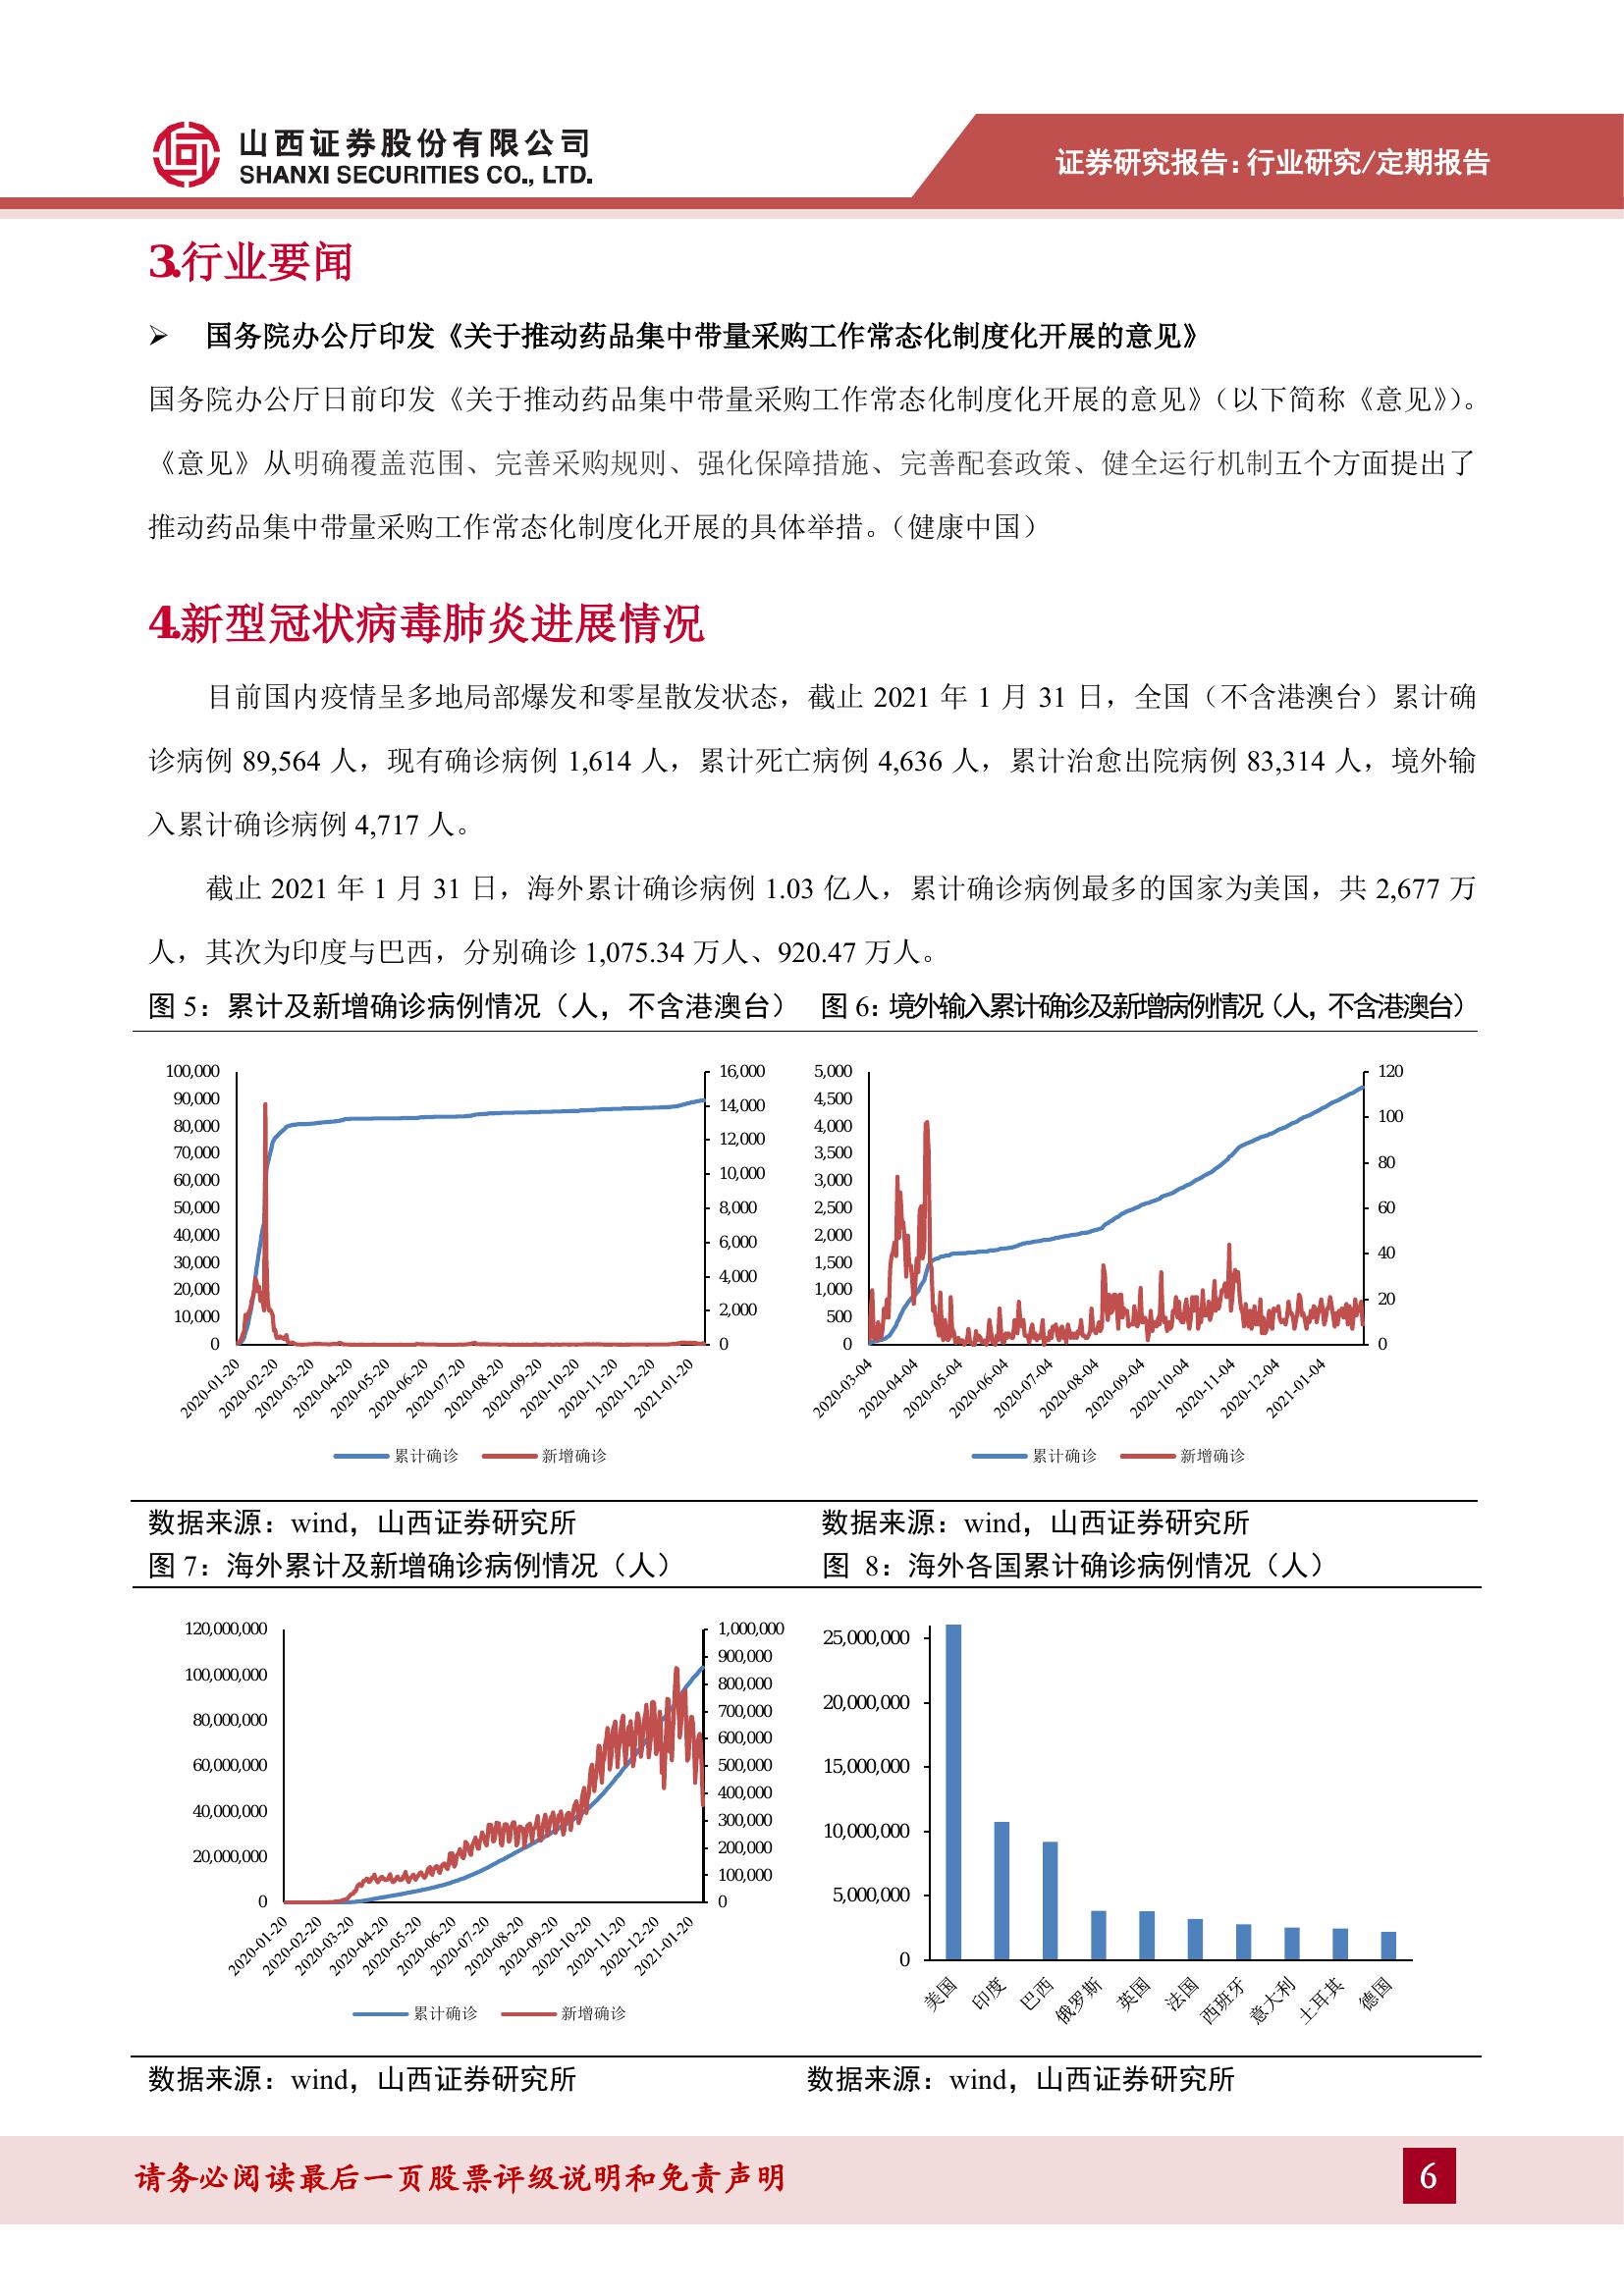 山西证券股份有限公司
SHANXI SECURITIES CO., LTD.
证券研究报告：行业研究/定期报告
3.行业要闻
➢ 国务院办公厅印发《关于推动药品集中带量采购工作常态化制度化开展的意见》
国务院办公厅日前印发《关于推动药品集中带量采购工作常态化制度化开展的意见》（以下简称《意见》）。
《意见》从明确覆盖范围、完善采购规则、强化保障措施、完善配套政策、健全运行机制五个方面提出了
推动药品集中带量采购工作常态化制度化开展的具体举措。（健康中国）
4.新型冠状病毒肺炎进展情况
目前国内疫情呈多地局部爆发和零星散发状态，截止 2021 年 1 月 31 日，全国（不含港澳台）累计确
诊病例 89,564 人，现有确诊病例 1,614 人，累计死亡病例 4,636 人，累计治愈出院病例 83,314 人，境外输
入累计确诊病例 4,717 人。
截止 2021 年 1 月 31 日，海外累计确诊病例 1.03 亿人，累计确诊病例最多的国家为美国，共 2,677 万
人，其次为印度与巴西，分别确诊 1,075.34 万人、920.47 万人。
图 5：累计及新增确诊病例情况（人，不含港澳台）
100,000
90,000
80,000
70,000
60,000
50,000
40,000
30,000
20,000
10,000
0
16,000
14,000
12,000
10,000
8,000
6,000
4,000
2,000
0
2020-01-20
2020-02-20
2020-03-20
2020-04-20
2020-05-20
2020-06-20
2020-07-20
2020-08-20
2020-09-20
2020-10-20
2020-11-20
2020-12-20
2021-01-20
累计确诊 新增确诊
图 6：境外输入累计确诊及新增病例情况（人，不含港澳台）
5,000
4,500
4,000
3,500
3,000
2,500
2,000
1,500
1,000
500
0
120
100
80
60
40
20
0
2020-03-04
2020-04-04
2020-05-04
2020-06-04
2020-07-04
2020-08-04
2020-09-04
2020-10-04
2020-11-04
2020-12-04
2021-01-04
累计确诊 新增确诊
数据来源：wind，山西证券研究所
数据来源：wind，山西证券研究所
图 7：海外累计及新增确诊病例情况（人）
120,000,000
100,000,000
80,000,000
60,000,000
40,000,000
20,000,000
0
1,000,000
900,000
800,000
700,000
600,000
500,000
400,000
300,000
200,000
100,000
0
2020-01-20
2020-02-20
2020-03-20
2020-04-20
2020-05-20
2020-06-20
2020-07-20
2020-08-20
2020-09-20
2020-10-20
2020-11-20
2020-12-20
2021-01-20
累计确诊 新增确诊
图 8：海外各国累计确诊病例情况（人）
25,000,000
20,000,000
15,000,000
10,000,000
5,000,000
0
美国
印度
巴西
俄罗斯
英国
法国
西班牙
意大利
土耳其
德国
数据来源：wind，山西证券研究所
数据来源：wind，山西证券研究所
请务必阅读最后一页股票评级说明和免责声明
6